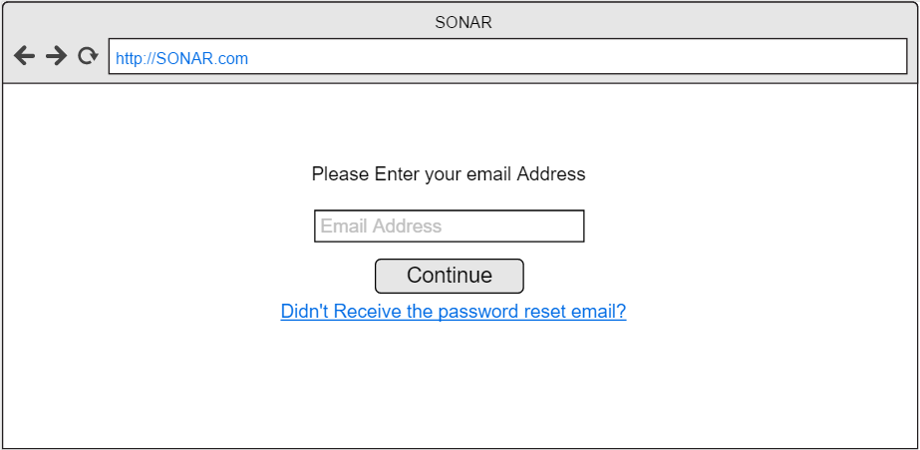 SONAR
http://SONAR.com
Please Enter your email Address
Email Address
Continue
Didn't Receive the password reset email?